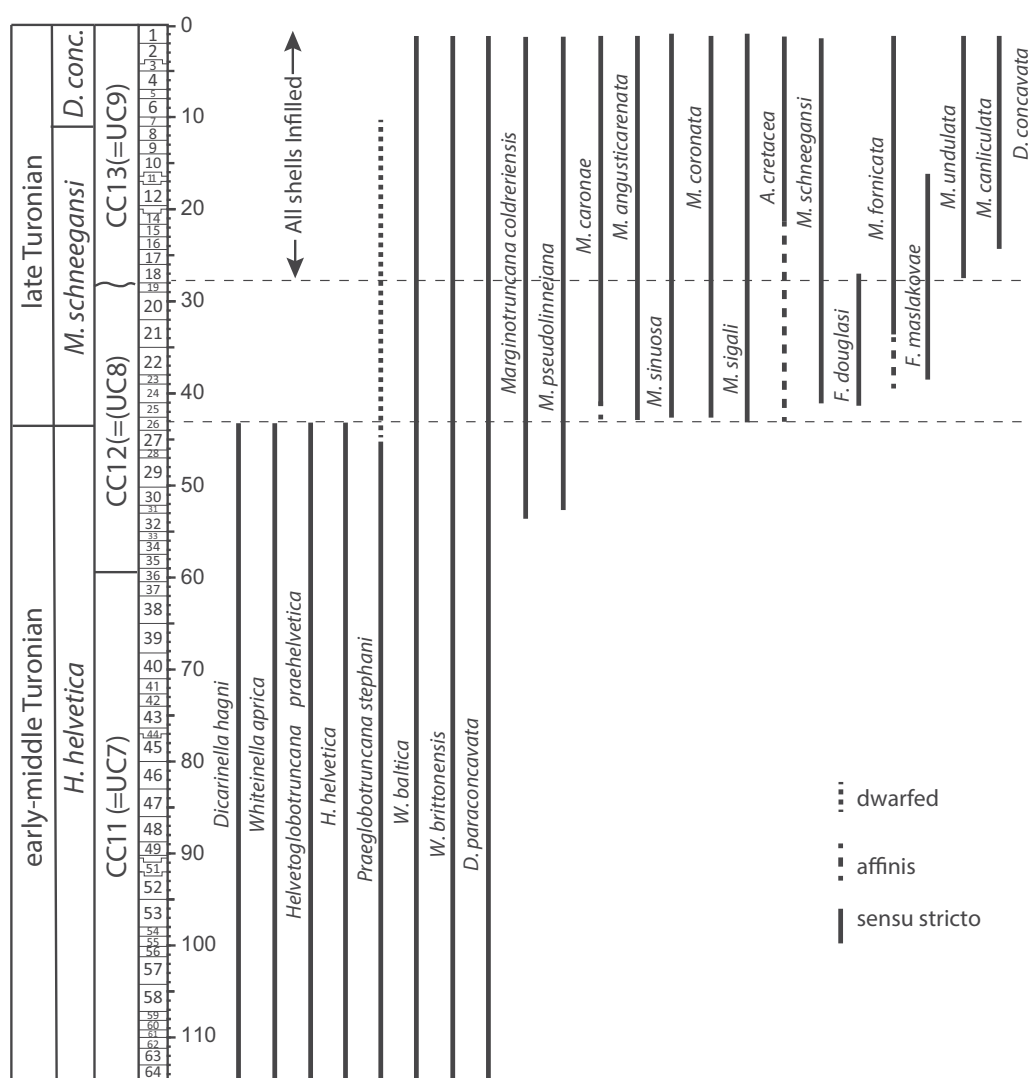 late Turonian
early-middle Turonian
D. conc.
M. schneegansi
H. helvetica
CC13(=UC9)
CC12(=(UC8)
CC11 (=UC7)
1
2
3
4
5
6
7
8
9
10
11
12
14
15
16
17
18
19
20
21
22
23
24
25
26
27
28
29
30
31
32
33
34
35
36
37
38
39
40
41
42
43
44
45
46
47
48
49
51
52
53
54
55
56
57
58
59
60
61
62
63
64
0
10
20
30
40
50
60
70
80
90
100
110
All shells Infilled
Dicarinella hagni
Whiteinella aprica
Helvetoglobotruncana praehelvetica
H. helvetica
Praeglobotruncana stephani
W. baltica
W. brittonensis
D. paraconcavata
Marginotruncana coldreriensis
M. pseudolinneiana
M. caronae
M. angusticarenata
M. sinuosa
M. coronata
M. sigali
A. cretacea
M. schneegansi
F. douglasi
M. fornicata
F. maslakovae
M. undulata
M. canliculata
D. concavata
dwarfed
affinis
sensu stricto